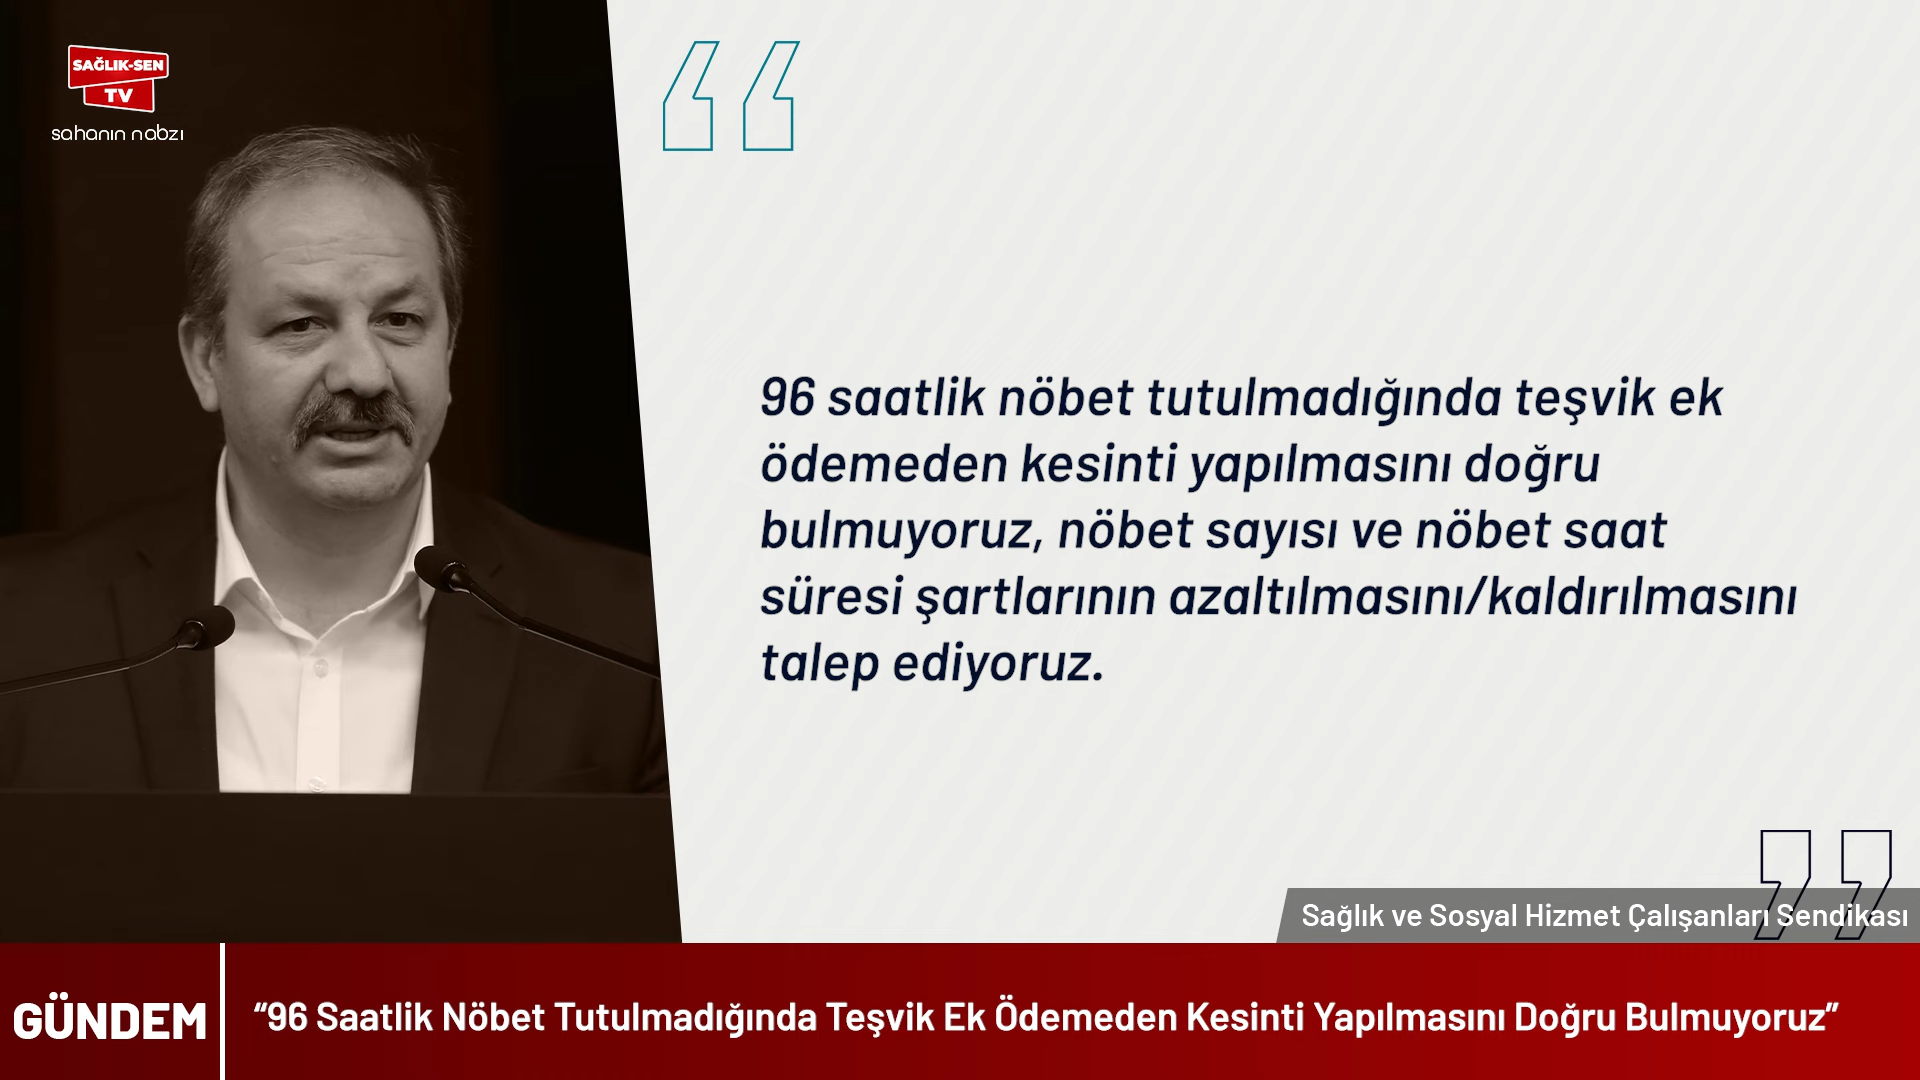 SAĞLIK-SEN
TV
sahanın nabzı
96 saatlik nöbet tutulmadığında teşvik ek
ödemeden kesinti yapılmasını doğru
bulmuyoruz, nöbet sayısı ve nöbet saat
süresi şartlarının azaltılmasını/kaldırılmasını
talep ediyoruz.
Sağlık ve Sosyal Hizmet Çalışanları Sendikası
GÜNDEM
“96 Saatlik Nöbet Tutulmadığında Teşvik Ek Ödemeden Kesinti Yapılmasını Doğru Bulmuyoruz”